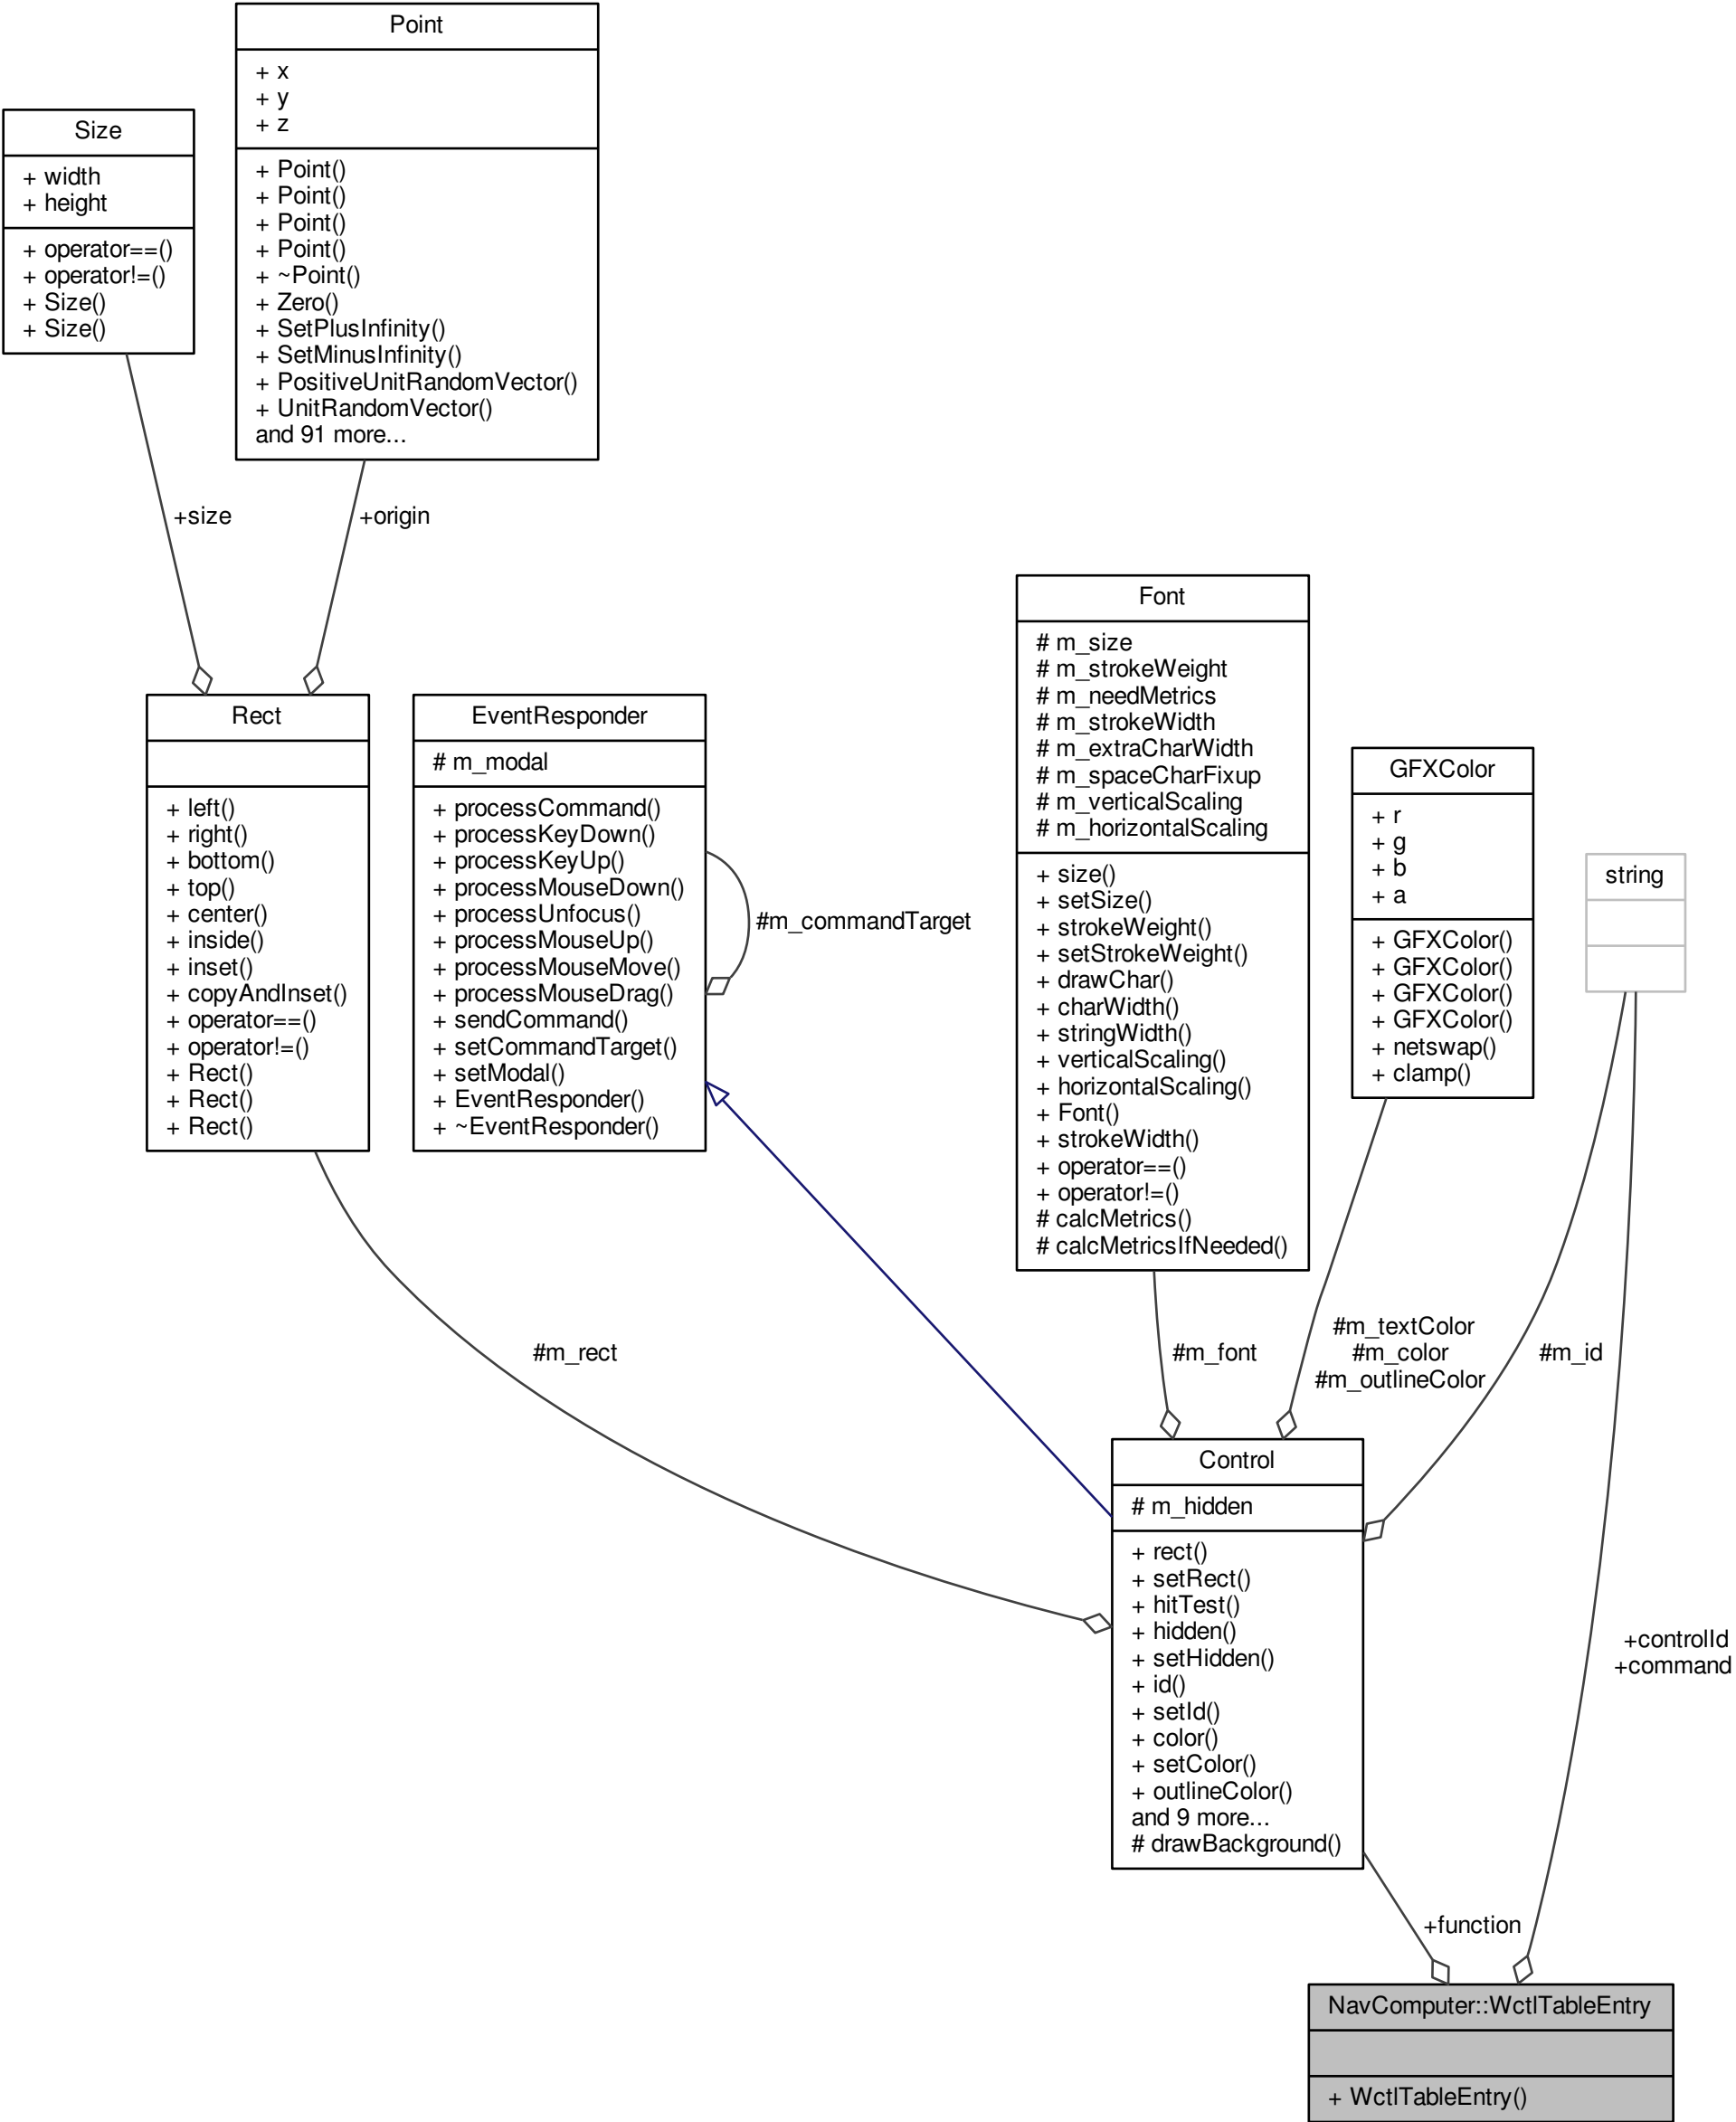 Point
+ x
+ y
+ z
+ Point()
+ Point()
+ Point()
+ Point()
+ ~Point()
+ Zero()
+ SetPlusInfinity()
+ SetMinusInfinity()
+ PositiveUnitRandomVector()
+ UnitRandomVector()
and 91 more...
Size
+ width
+ height
+ operator==()
+ operator!=()
+ Size()
+ Size()
+size
+origin
Rect
+ left()
+ right()
+ bottom()
+ top()
+ center()
+ inside()
+ inset()
+ copyAndInset()
+ operator==()
+ operator!=()
+ Rect()
+ Rect()
+ Rect()
EventResponder
# m_modal
+ processCommand()
+ processKeyDown()
+ processKeyUp()
+ processMouseDown()
+ processUnfocus()
+ processMouseUp()
+ processMouseMove()
+ processMouseDrag()
+ sendCommand()
+ setCommandTarget()
+ setModal()
+ EventResponder()
+ ~EventResponder()
#m_commandTarget
Font
# m_size
# m_strokeWeight
# m_needMetrics
# m_strokeWidth
# m_extraCharWidth
# m_spaceCharFixup
# m_verticalScaling
# m_horizontalScaling
+ size()
+ setSize()
+ strokeWeight()
+ setStrokeWeight()
+ drawChar()
+ charWidth()
+ stringWidth()
+ verticalScaling()
+ horizontalScaling()
+ Font()
+ strokeWidth()
+ operator==()
+ operator!=()
# calcMetrics()
# calcMetricsIfNeeded()
GFXColor
+ r
+ g
+ b
+ a
+ GFXColor()
+ GFXColor()
+ GFXColor()
+ GFXColor()
+ netswap()
+ clamp()
string
#m_rect
#m_font
#m_textColor
#m_color
#m_outlineColor
#m_id
Control
# m_hidden
+ rect()
+ setRect()
+ hitTest()
+ hidden()
+ setHidden()
+ id()
+ setId()
+ color()
+ setColor()
+ outlineColor()
and 9 more...
# drawBackground()
+controlId
+command
+function
NavComputer::WctlTableEntry
+ WctlTableEntry()